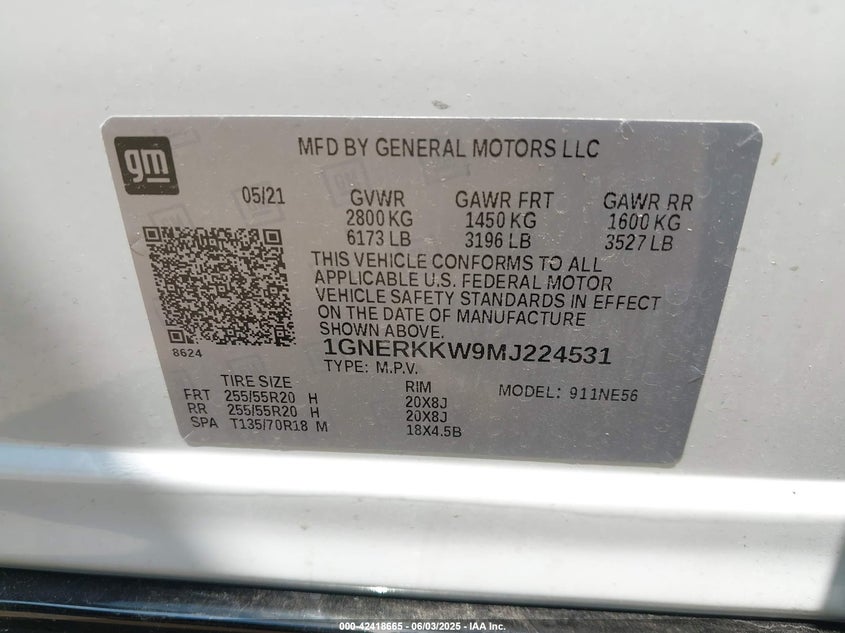 gm
MFD BY GENERAL MOTORS LLC
05/21 GVWR GAWR FRT GAWR RR
2800 KG 1450 KG 1600 KG
6173 LB 3196 LB 3527 LB
THIS VEHICLE CONFORMS TO ALL
APPLICABLE U.S. FEDERAL MOTOR
VEHICLE SAFETY STANDARDS IN EFFECT
ON THE DATE OF MANUFACTURE
SHOWN ABOVE.
8624
1GNERKKW9MJ224531
TYPE: M.P.V.
TIRE SIZE RIM MODEL: 911NE56
FRT 255/55R20 H 20X8J
RR 255/55R20 H 20X8J
SPA T135/70R18 M 18X4.5B
000-42418665 - 06/03/2025 - IAA Inc.